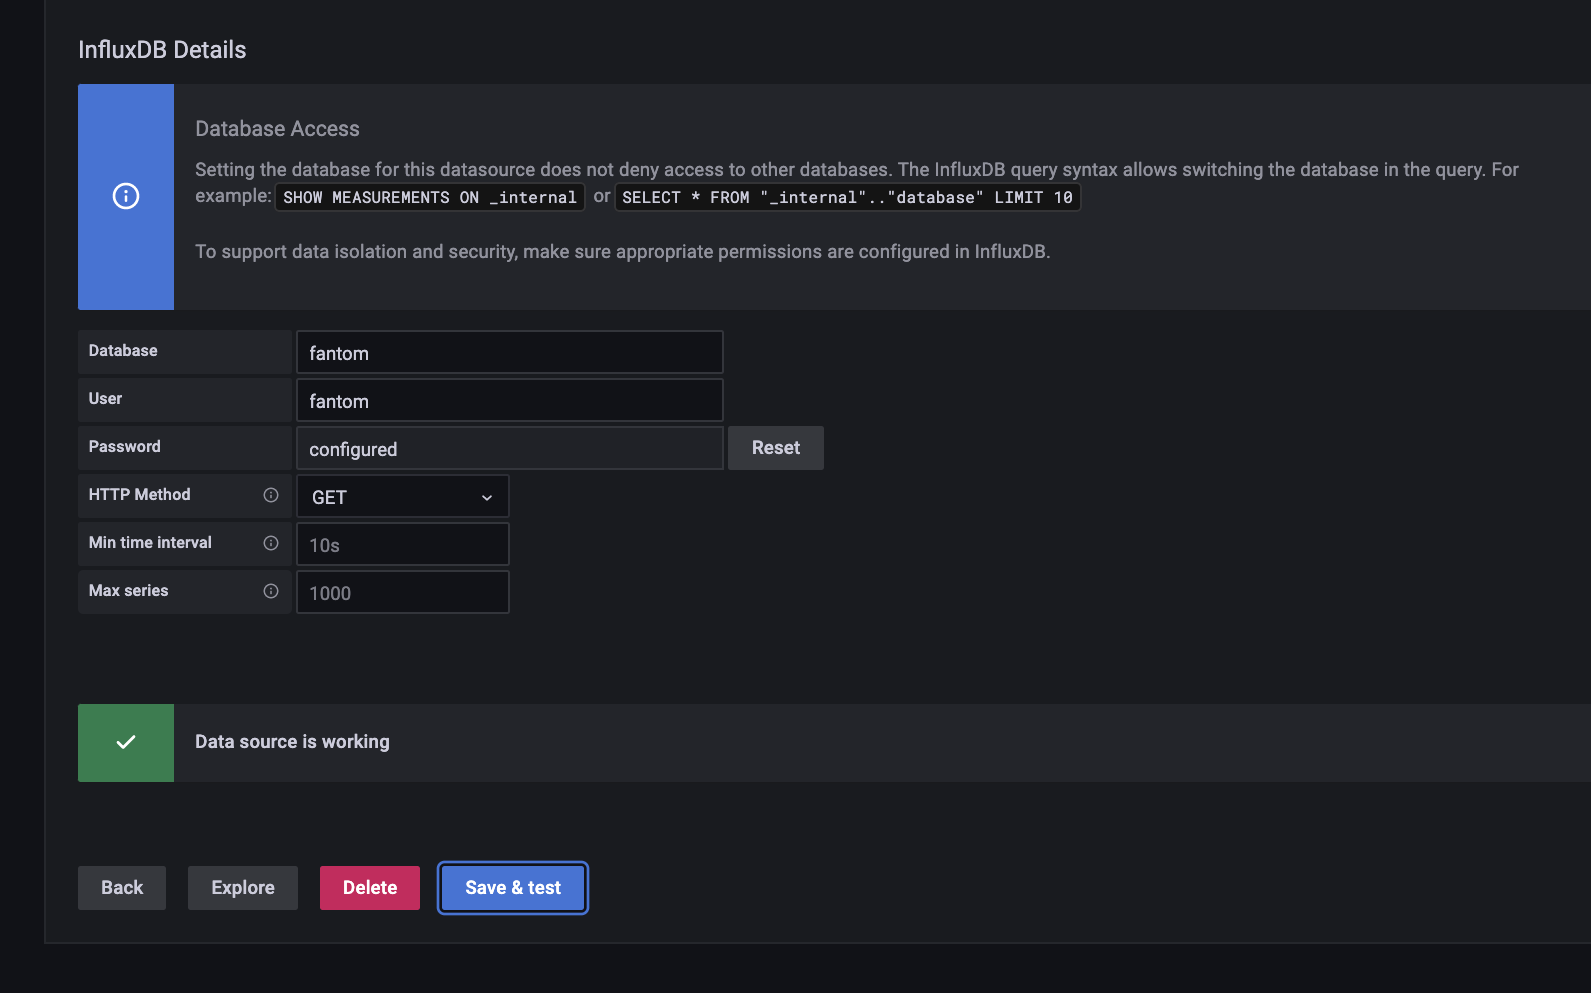 InfluxDB Details
Database Access
Setting the database for this datasource does not deny access to other databases. The InfluxDB query syntax allows switching the database in the query. For
example: SHOW MEASUREMENTS ON _internal or SELECT * FROM "_internal".."database" LIMIT 10
To support data isolation and security, make sure appropriate permissions are configured in InfluxDB.
Database fantom
User fantom
Password configured Reset
HTTP Method GET
Min time interval 10s
Max series 1000
Data source is working
Back Explore Delete Save & test